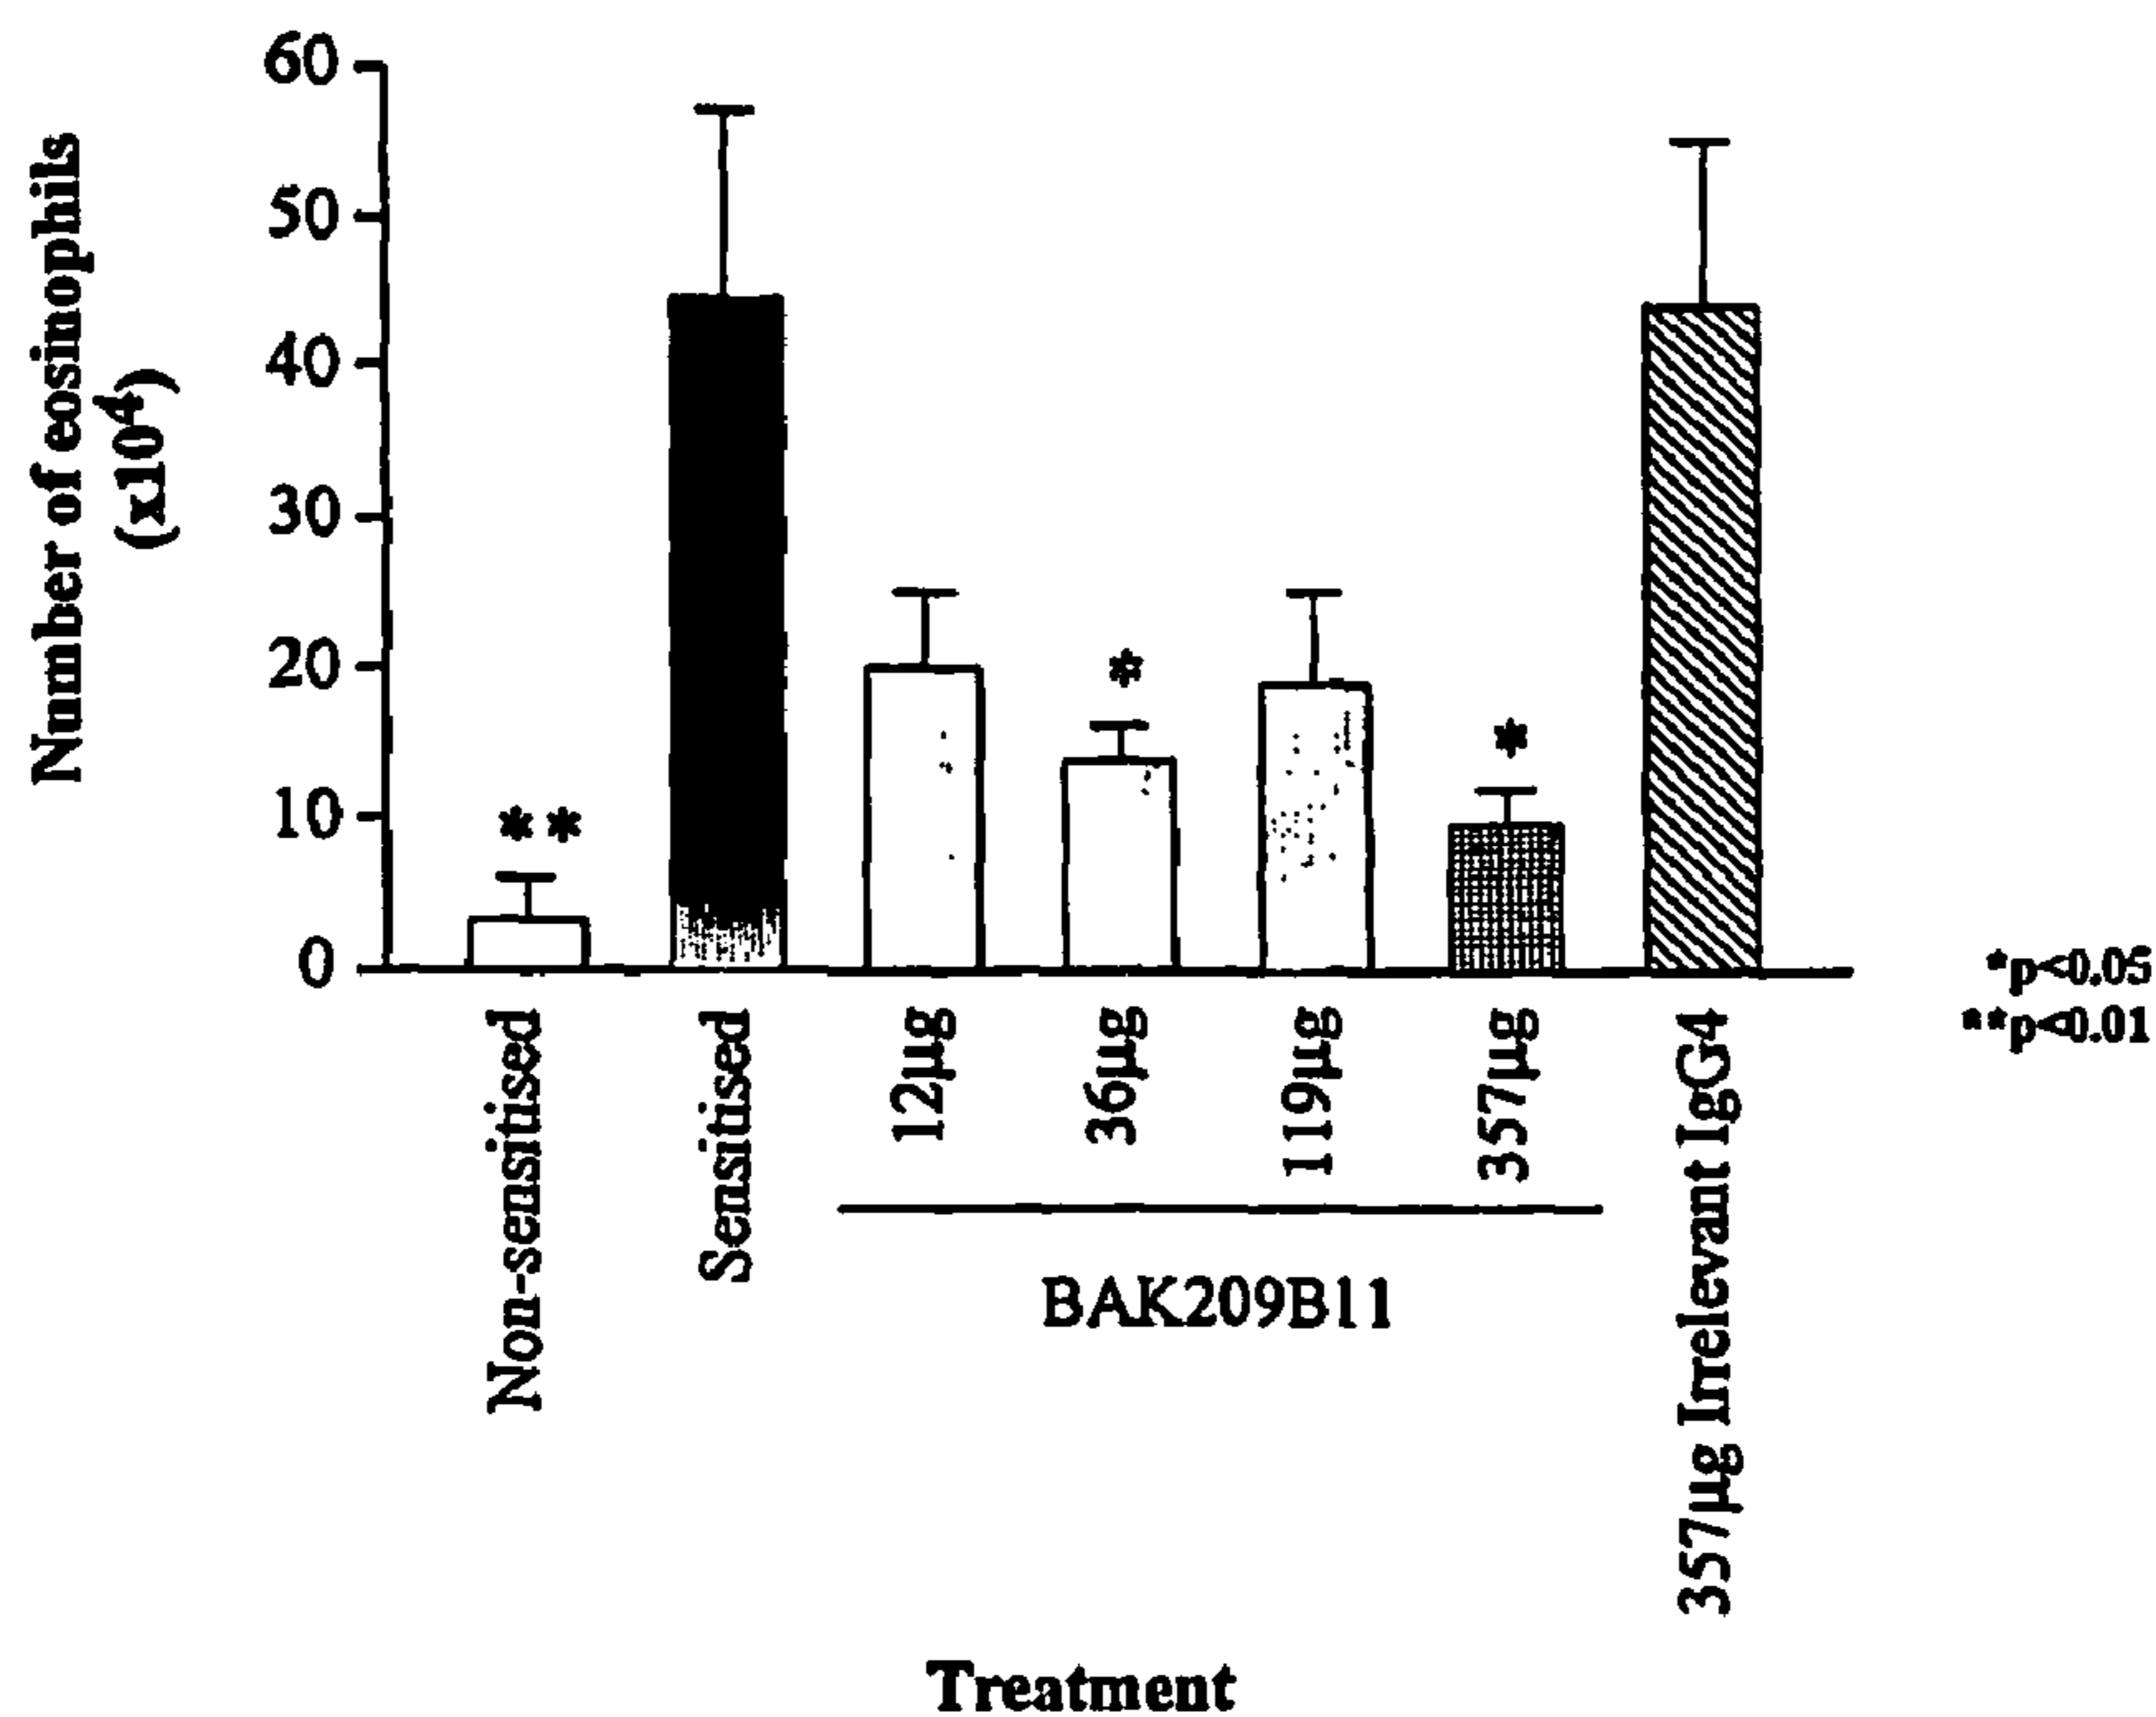 Number of eosinophils
(x10⁴)
60
50
40
30
20
10
0
**
*
*
*p<0.05
**p<0.01
Non-sensitised
Sensitised
12µg
36µg
119µg
357µg
357µg Irrelevant IgG4
BAK209B11
Treatment